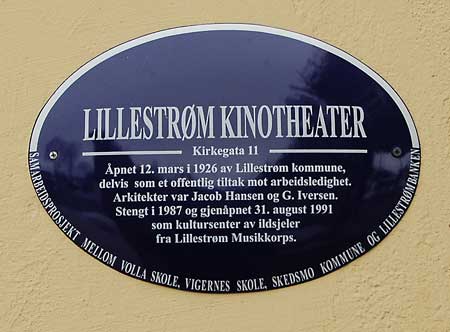 LILLESTRØM KINOTHEATER
Kirkegata 11
Åpnet 12. mars i 1926 av Lillestrøm kommune,
delvis som et offentlig tiltak mot arbeidsledighet.
Arkitekter var Jacob Hansen og G. Iversen.
Stengt i 1987 og gjenåpnet 31. august 1991
som kultursenter av ildsjeler
fra Lillestrøm Musikkorps.
SAMARBEIDSPROSJEKT MELLOM VOLLA SKOLE, VIGERNES SKOLE, SKEDSMO KOMMUNE OG LILLESTRØMBANKEN